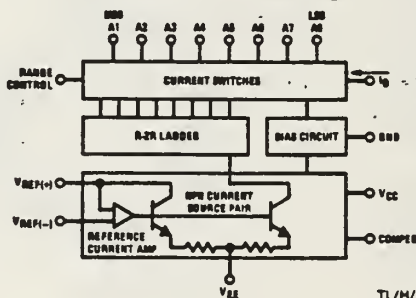 MSB LSB
A1 A2 A3 A4 A5 A6 A7 A8
RANGE
CONTROL
CURRENT SWITCHES
I0
R-2R LADDER
BIAS CIRCUIT
GND
VREF(+)
NPN CURRENT
SOURCE PAIR
VCC
VREF(–)
REFERENCE
CURRENT AMP
COMPEN
VEE
TL/H/